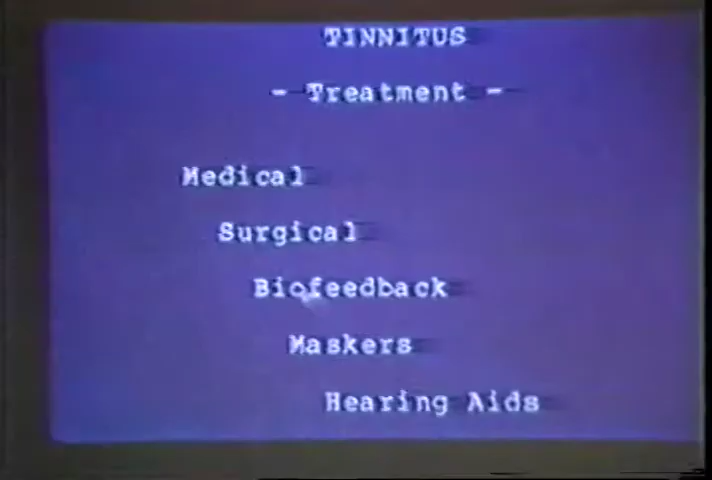 TINNITUS
- Treatment -
Medical
Surgical
Biofeedback
Maskers
Hearing Aids